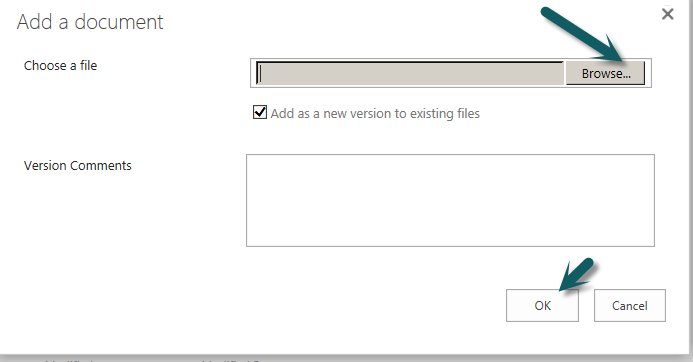 Add a document
Choose a file
Browse...
Add as a new version to existing files
Version Comments
OK
Cancel